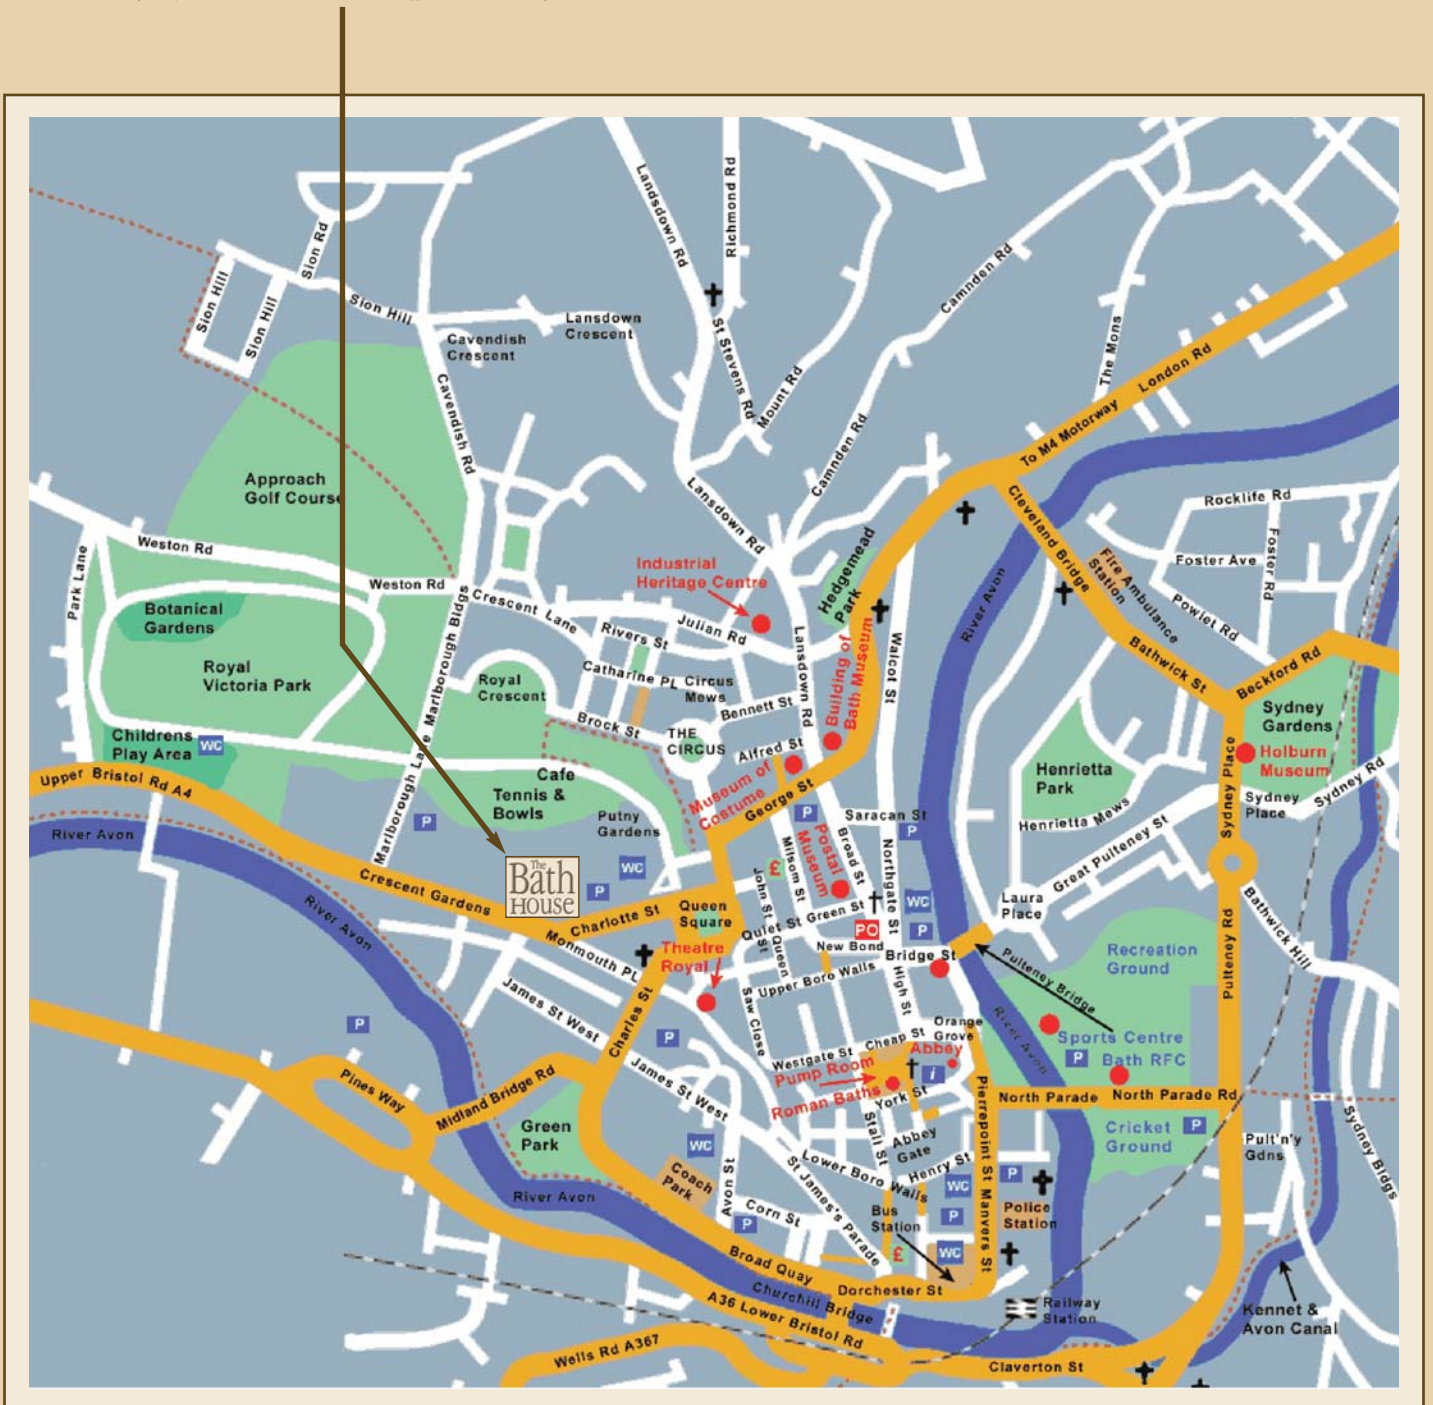 Richmond Rd
Landsdown Rd
Sion Rd
Sion Hill
Sion Hill
Sion Hill
Camnden Rd
Cavendish
Crescent
Lansdown
Crescent
St Stevens Rd
Mount Rd
The Mons
London Rd
To M4 Motorway
Cavendish Rd
Camnden Rd
Approach
Golf Course
Lansdown Rd
Cleveland Bridge
Rocklife Rd
Foster Ave
Foster Rd
Powlet Rd
Fire Ambulance
Station
Weston Rd
Weston Rd
Park Lane
Industrial
Heritage Centre
Hedgemead
Park
River Avon
Botanical
Gardens
Crescent Lane
Rivers St
Julian Rd
Lansdown Rd
Building of
Bath Museum
Walcot St
Bathwick St
Beckford Rd
Royal
Victoria Park
Marlborough Bldgs
Royal
Crescent
Catharine PL
Circus
Mews
Bennett St
Brock St
THE
CIRCUS
Alfred St
Sydney
Gardens
Holburn
Museum
Childrens
Play Area
WC
Marlborough Lane
Cafe
Tennis &
Bowls
Putny
Gardens
Museum of
Costume
George St
Henrietta
Park
Henrietta Mews
Sydney Place
Sydney
Place
Sydney Rd
Upper Bristol Rd A4
River Avon
P
P
Saracan St
P
Milsom St
Postal
Museum
Broad St
Northgate St
Great Pulteney St
Crescent Gardens
The
Bath
HOUSE
P
WC
£
John St
WC
Laura
Place
Charlotte St
Queen
Square
Quiet St
Green St
PO
P
Bathwick Hill
Pulteney Rd
River Avon
Monmouth PL
Theatre
Royal
Queen
St
New Bond
Bridge St
Upper Boro Walls
High St
Pulteney Bridge
Recreation
Ground
James St West
Charles St
Saw Close
P
P
Orange
Grove
Cheap St
Westgate St
River Avon
Sports Centre
P
Bath RFC
Pump Room
Abbey
i
Roman Baths
York St
Pines Way
Midland Bridge Rd
James St West
Pierrepoint St
North Parade
North Parade Rd
Green
Park
WC
Stall St
Abbey
Gate
Cricket
Ground
P
Pult'n'y
Gdns
Sydney Bldgs
Coach
Park
Avon St
St James's Parade
Lower Boro Walls
Henry St
P
WC
River Avon
Corn St
P
Bus
Station
P
Manvers St
Police
Station
£
WC
Broad Quay
Churchill Bridge
Dorchester St
A36 Lower Bristol Rd
Railway
Station
Kennet &
Avon Canal
Wells Rd A367
Claverton St